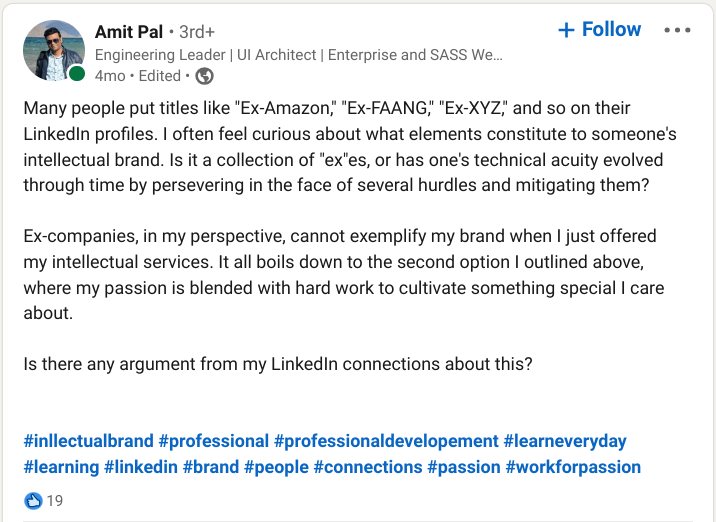 Amit Pal • 3rd+
+ Follow
Engineering Leader | UI Architect | Enterprise and SASS We...
4mo • Edited •
Many people put titles like "Ex-Amazon," "Ex-FAANG," "Ex-XYZ," and so on their
LinkedIn profiles. I often feel curious about what elements constitute to someone's
intellectual brand. Is it a collection of "ex"es, or has one's technical acuity evolved
through time by persevering in the face of several hurdles and mitigating them?
Ex-companies, in my perspective, cannot exemplify my brand when I just offered
my intellectual services. It all boils down to the second option I outlined above,
where my passion is blended with hard work to cultivate something special I care
about.
Is there any argument from my LinkedIn connections about this?
#inllectualbrand #professional #professionaldevelopement #learneveryday
#learning #linkedin #brand #people #connections #passion #workforpassion
19